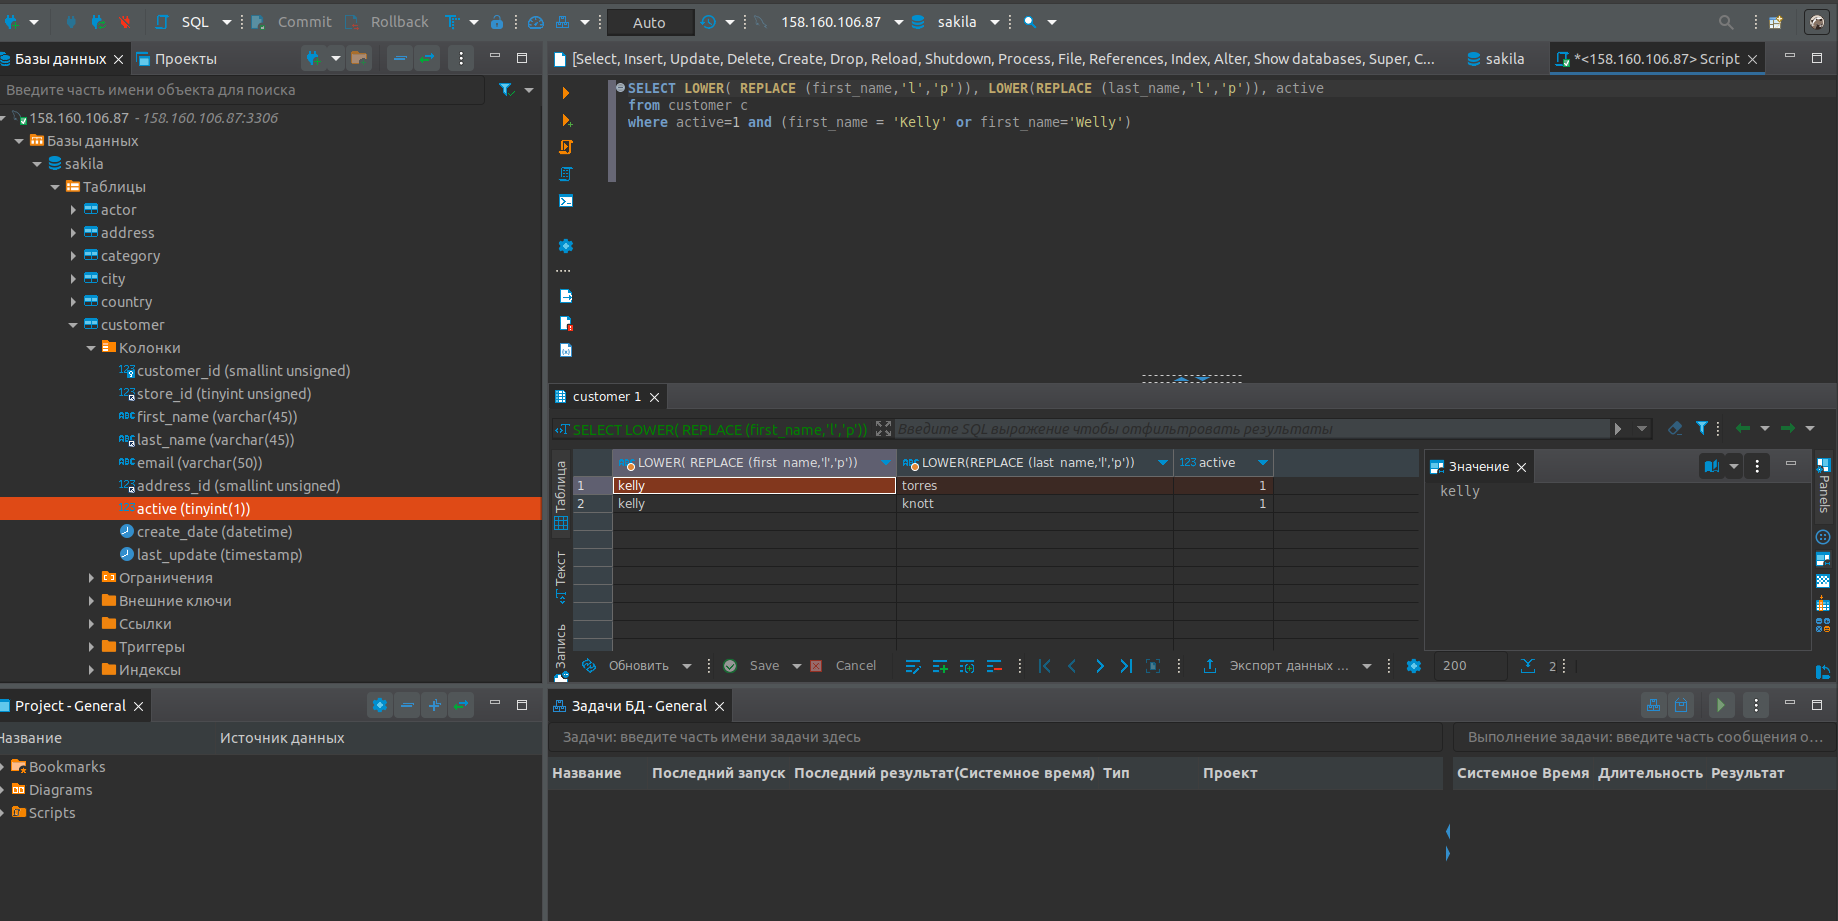 SQL Commit Rollback Auto 158.160.106.87 sakila
Базы данных Проекты
Введите часть имени объекта для поиска
158.160.106.87 - 158.160.106.87:3306
Базы данных
sakila
Таблицы
actor
address
category
city
country
customer
Колонки
customer_id (smallint unsigned)
store_id (tinyint unsigned)
first_name (varchar(45))
last_name (varchar(45))
email (varchar(50))
address_id (smallint unsigned)
active (tinyint(1))
create_date (datetime)
last_update (timestamp)
Ограничения
Внешние ключи
Ссылки
Триггеры
Индексы
[Select, Insert, Update, Delete, Create, Drop, Reload, Shutdown, Process, File, References, Index, Alter, Show databases, Super, C... sakila *<158.160.106.87> Script
SELECT LOWER( REPLACE (first_name,'l','p')), LOWER(REPLACE (last_name,'l','p')), active
from customer c
where active=1 and (first_name = 'Kelly' or first_name='Welly')
customer 1
SELECT LOWER( REPLACE (first_name,'l','p')) Введите SQL выражение чтобы отфильтровать результаты
Таблица
Текст
Запись
LOWER( REPLACE (first_name,'l','p')) LOWER(REPLACE (last_name,'l','p')) 123 active
1 kelly torres 1
2 kelly knott 1
Значение
kelly
Panels
Обновить Save Cancel Экспорт данных ... 200 2
Project - General
Название Источник данных
Bookmarks
Diagrams
Scripts
Задачи БД - General
Задачи: введите часть имени задачи здесь
Название Последний запуск Последний результат(Системное время) Тип Проект
Выполнение задачи: введите часть сообщения о...
Системное Время Длительность Результат